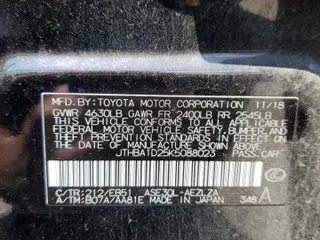 MFD. BY: TOYOTA MOTOR CORPORATION 11/18
GVWR 4630LB GAWR FR 2400LB RR 2545LB
THIS VEHICLE CONFORMS TO ALL APPLICABLE
FEDERAL MOTOR VEHICLE SAFETY, BUMPER, AND
THEFT PREVENTION STANDARDS IN EFFECT ON THE DATE
OF MANUFACTURE SHOWN ABOVE.
JTHBA1D25K5088023 PASS. CAR
C/TR: 212/EB51 ASE30L-AEZLZA
A/TM: B07A/AA81E MADE IN JAPAN 348 A